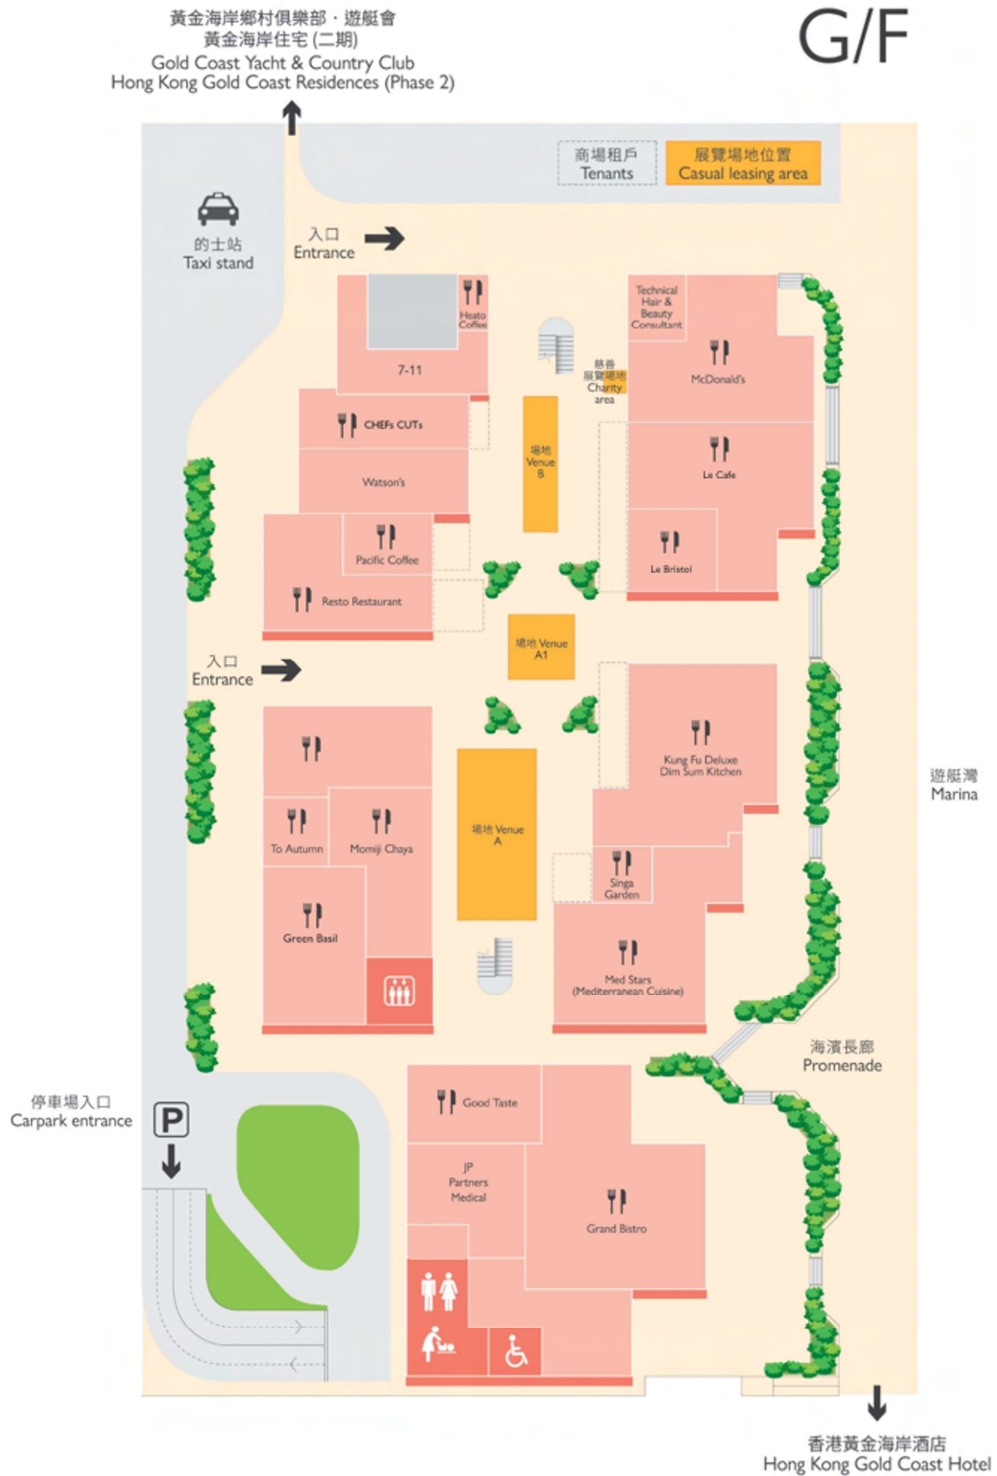 黃金海岸鄉村俱樂部．遊艇會
黃金海岸住宅 (二期)
Gold Coast Yacht & Country Club
Hong Kong Gold Coast Residences (Phase 2)
G/F
商場租戶
Tenants
展覽場地位置
Casual leasing area
的士站
Taxi stand
入口
Entrance
Heato
Coffee
7-11
Technical
Hair &
Beauty
Consultant
McDonald's
慈善
展覽場地
Charity
area
CHEFs CUTs
場地
Venue
B
Le Cafe
Watson's
Pacific Coffee
Le Bristol
Resto Restaurant
場地 Venue
A1
入口
Entrance
Kung Fu Deluxe
Dim Sum Kitchen
遊艇灣
Marina
To Autumn
Momiji Chaya
場地 Venue
A
Singa
Garden
Green Basil
Med Stars
(Mediterranean Cuisine)
海濱長廊
Promenade
停車場入口
Carpark entrance
P
Good Taste
JP
Partners
Medical
Grand Bistro
香港黃金海岸酒店
Hong Kong Gold Coast Hotel